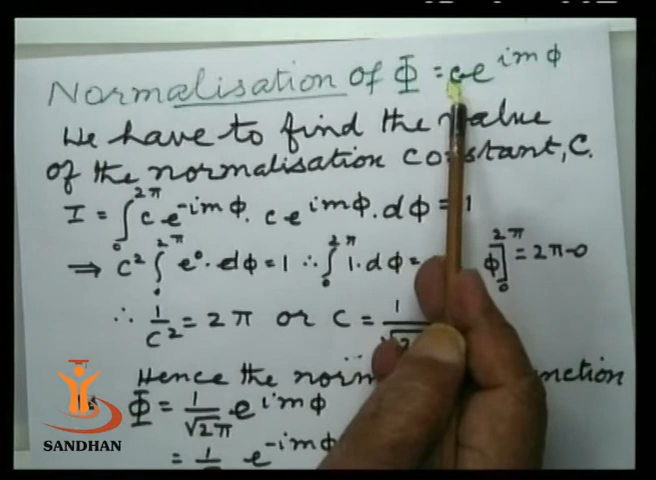 Normalisation of Φ = c e^{imϕ}
We have to find the value
of the normalisation constant, C.
I = ∫₀^{2π} c e^{-imϕ} . c e^{imϕ} . dϕ = 1
⇒ c² ∫₀^{2π} e⁰ . dϕ = 1 ∴ ∫₀^{2π} 1 . dϕ = ϕ]₀^{2π} = 2π-0
∴ 1/c² = 2π or c = 1/√2
Hence the
is Φ = 1/√2π . e^{imϕ}
= e^{-imϕ}
SANDHAN